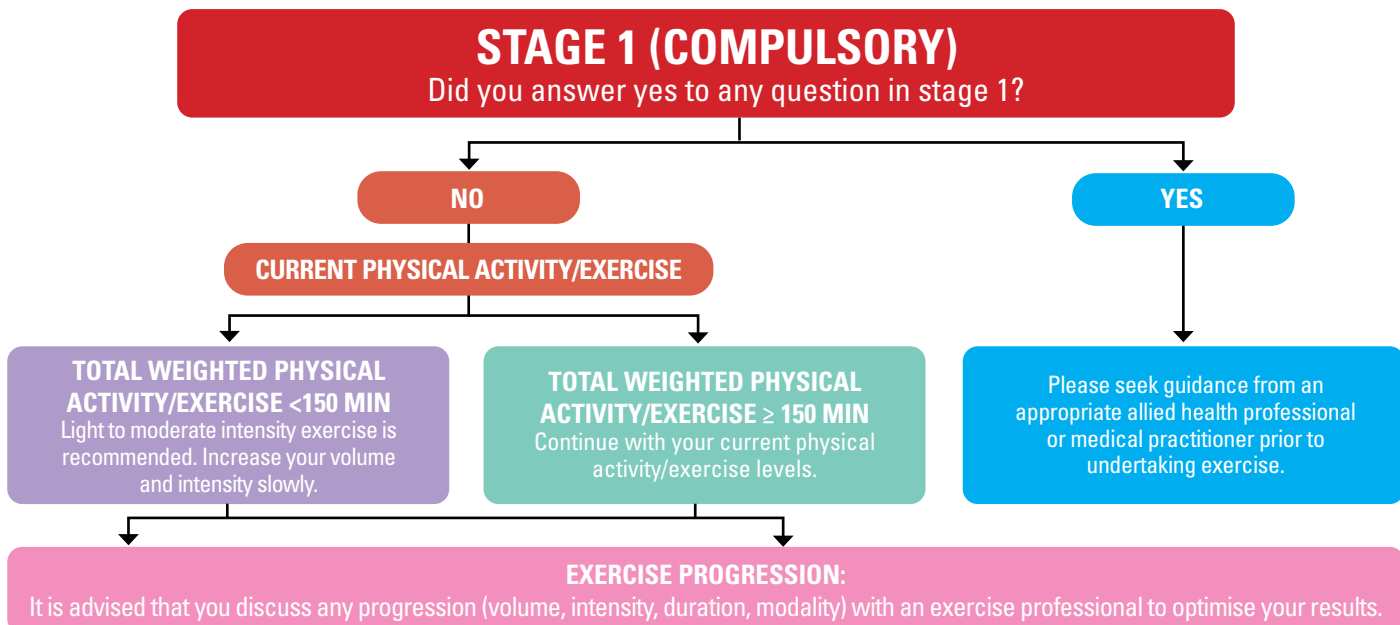 STAGE 1 (COMPULSORY)
Did you answer yes to any question in stage 1?
NO
YES
CURRENT PHYSICAL ACTIVITY/EXERCISE
TOTAL WEIGHTED PHYSICAL
ACTIVITY/EXERCISE <150 MIN
Light to moderate intensity exercise is
recommended. Increase your volume
and intensity slowly.
TOTAL WEIGHTED PHYSICAL
ACTIVITY/EXERCISE ≥ 150 MIN
Continue with your current physical
activity/exercise levels.
Please seek guidance from an
appropriate allied health professional
or medical practitioner prior to
undertaking exercise.
EXERCISE PROGRESSION:
It is advised that you discuss any progression (volume, intensity, duration, modality) with an exercise professional to optimise your results.